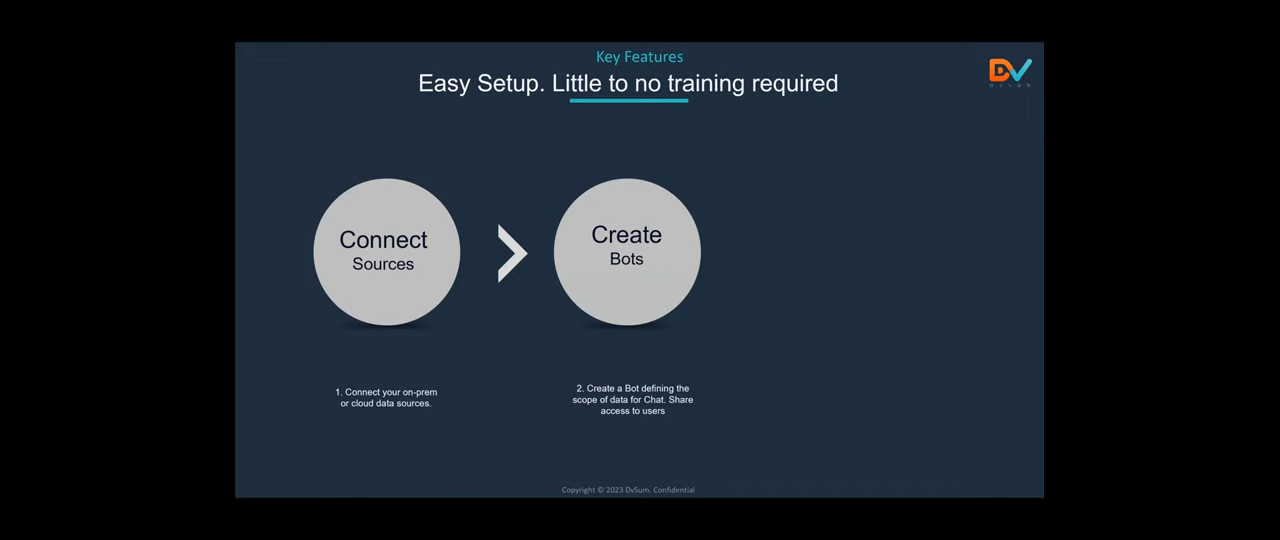 Key Features
Easy Setup. Little to no training required
DV
DVSUM
Connect
Sources
Create
Bots
1. Connect your on-prem
or cloud data sources.
2. Create a Bot defining the
scope of data for Chat. Share
access to users
Copyright © 2023 DvSum. Confidential